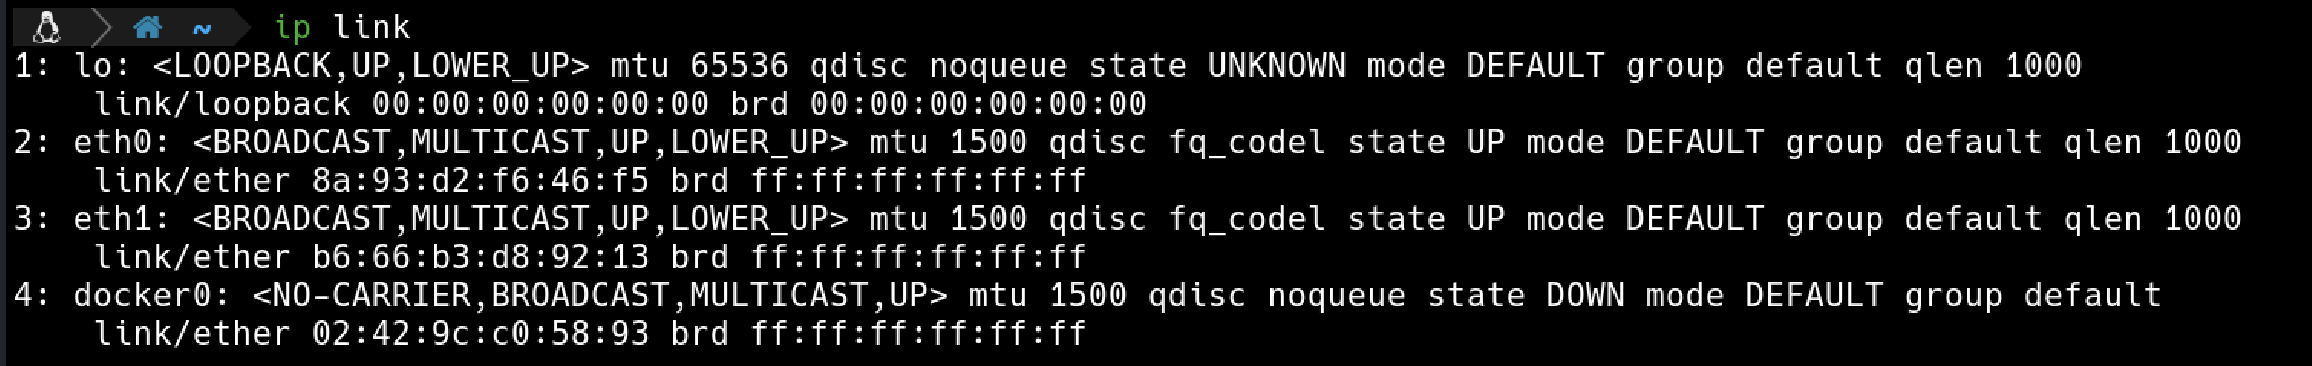 ~ ip link
1: lo: <LOOPBACK,UP,LOWER_UP> mtu 65536 qdisc noqueue state UNKNOWN mode DEFAULT group default qlen 1000
    link/loopback 00:00:00:00:00:00 brd 00:00:00:00:00:00
2: eth0: <BROADCAST,MULTICAST,UP,LOWER_UP> mtu 1500 qdisc fq_codel state UP mode DEFAULT group default qlen 1000
    link/ether 8a:93:d2:f6:46:f5 brd ff:ff:ff:ff:ff:ff
3: eth1: <BROADCAST,MULTICAST,UP,LOWER_UP> mtu 1500 qdisc fq_codel state UP mode DEFAULT group default qlen 1000
    link/ether b6:66:b3:d8:92:13 brd ff:ff:ff:ff:ff:ff
4: docker0: <NO-CARRIER,BROADCAST,MULTICAST,UP> mtu 1500 qdisc noqueue state DOWN mode DEFAULT group default
    link/ether 02:42:9c:c0:58:93 brd ff:ff:ff:ff:ff:ff